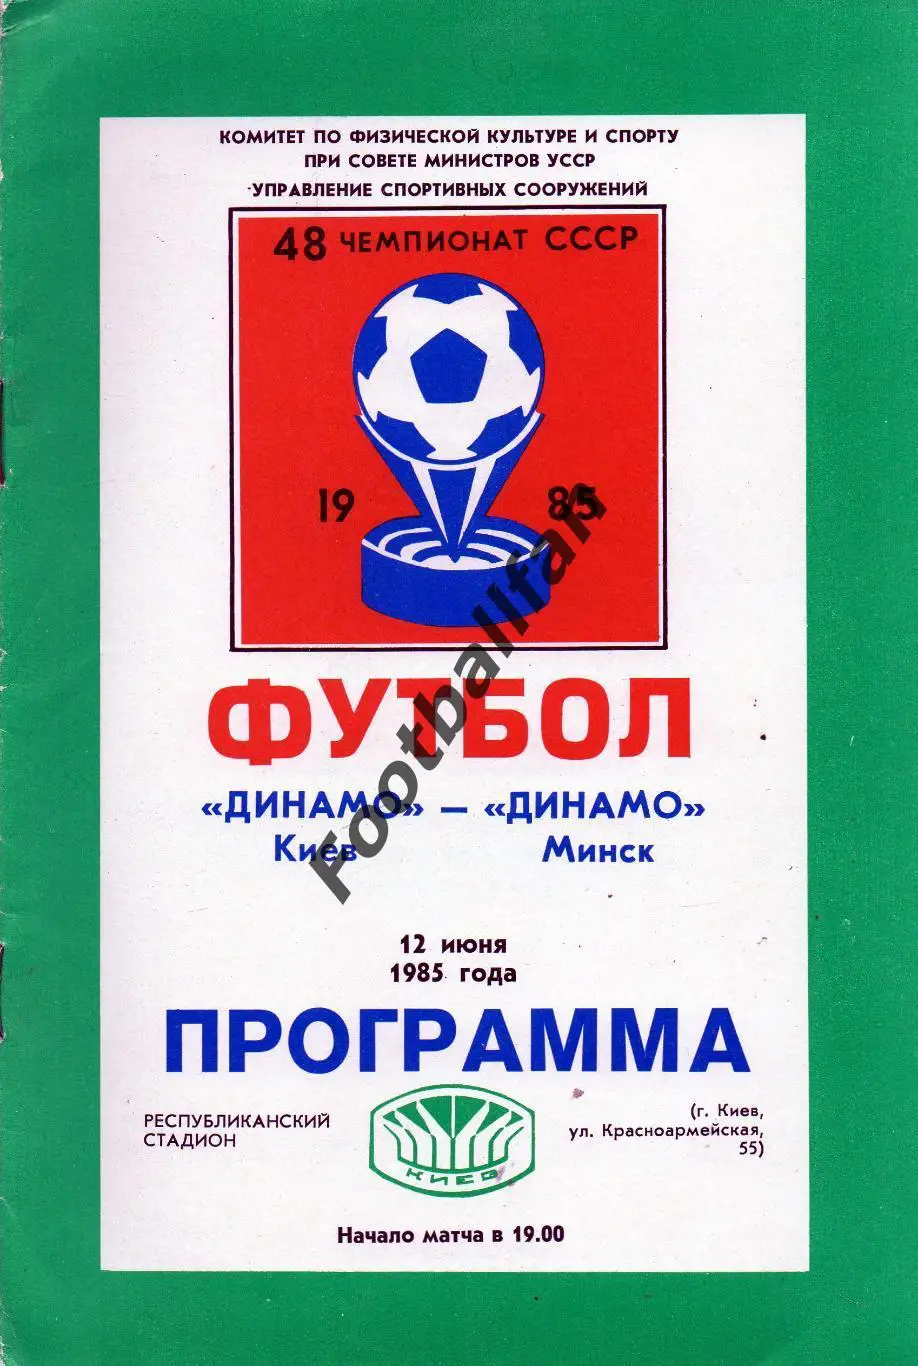 КОМИТЕТ ПО ФИЗИЧЕСКОЙ КУЛЬТУРЕ И СПОРТУ
ПРИ СОВЕТЕ МИНИСТРОВ УССР
УПРАВЛЕНИЕ СПОРТИВНЫХ СООРУЖЕНИЙ
48 ЧЕМПИОНАТ СССР
19 85
ФУТБОЛ
«ДИНАМО» — «ДИНАМО»
Киев Минск
Footballfan
12 июня
1985 года
ПРОГРАММА
РЕСПУБЛИКАНСКИЙ
СТАДИОН
КИЕВ
(г. Киев,
ул. Красноармейская,
55)
Начало матча в 19.00